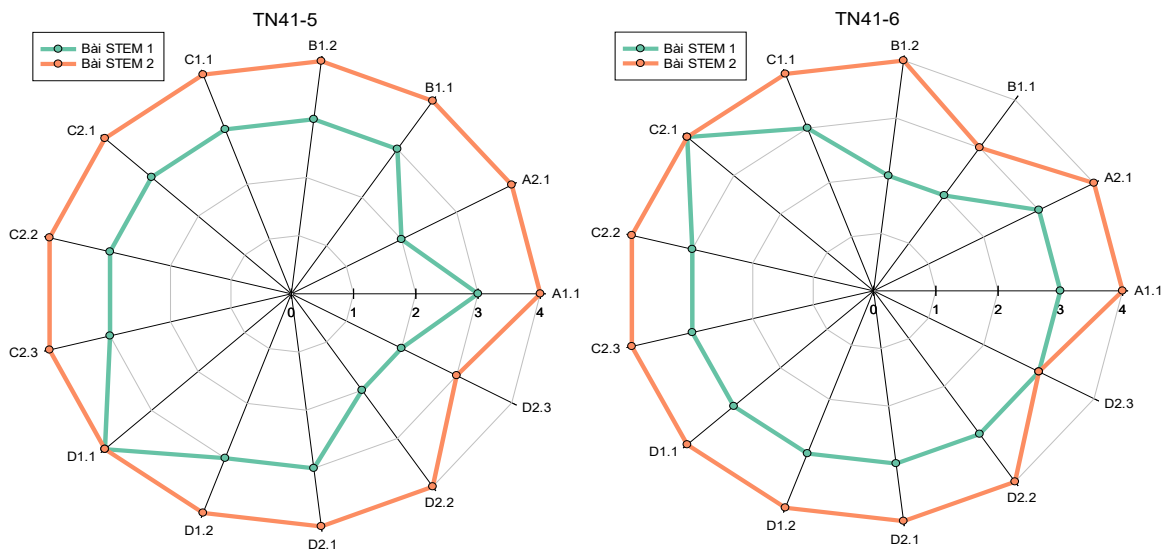 TN41-5
Bài STEM 1
Bài STEM 2
B1.2
C1.1
B1.1
C2.1
A2.1
C2.2
A1.1
0 1 2 3 4
C2.3
D2.3
D1.1
D2.2
D1.2
D2.1
TN41-6
Bài STEM 1
Bài STEM 2
B1.2
C1.1
B1.1
C2.1
A2.1
C2.2
A1.1
0 1 2 3 4
C2.3
D2.3
D1.1
D2.2
D1.2
D2.1